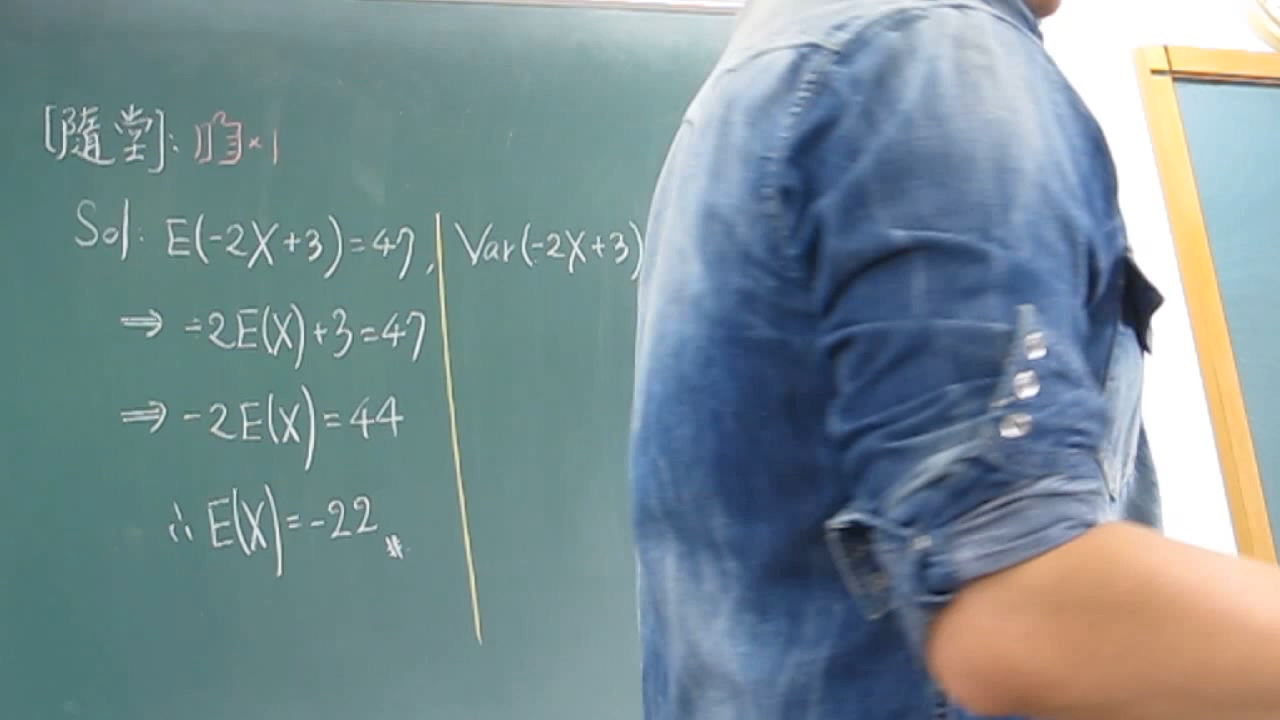 [隨堂]:
Sol: E(-2X+3)=47, Var(-2X+3)
⇒ -2E(X)+3=47
⇒ -2E(X)=44
∴ E(X)=-22 #